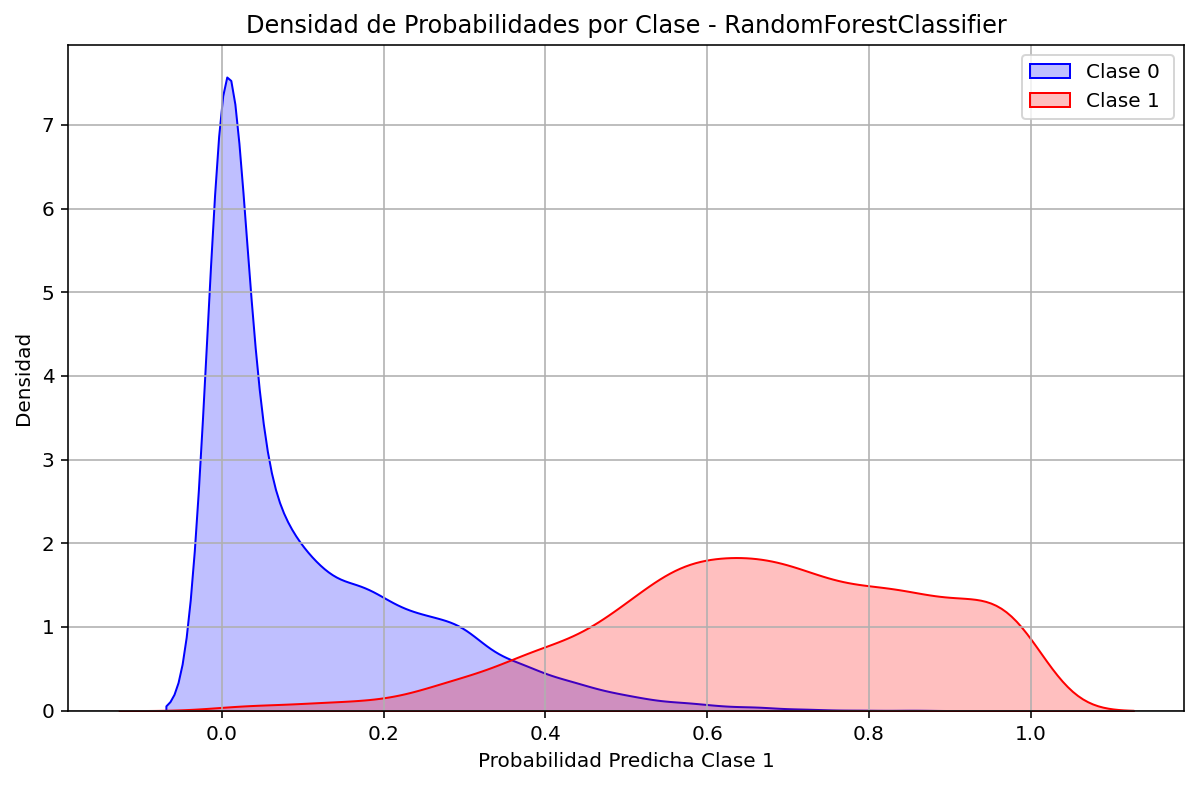 Densidad de Probabilidades por Clase - RandomForestClassifier
Clase 0
Clase 1
7
6
5
4
3
2
1
0
Densidad
0.0 0.2 0.4 0.6 0.8 1.0
Probabilidad Predicha Clase 1